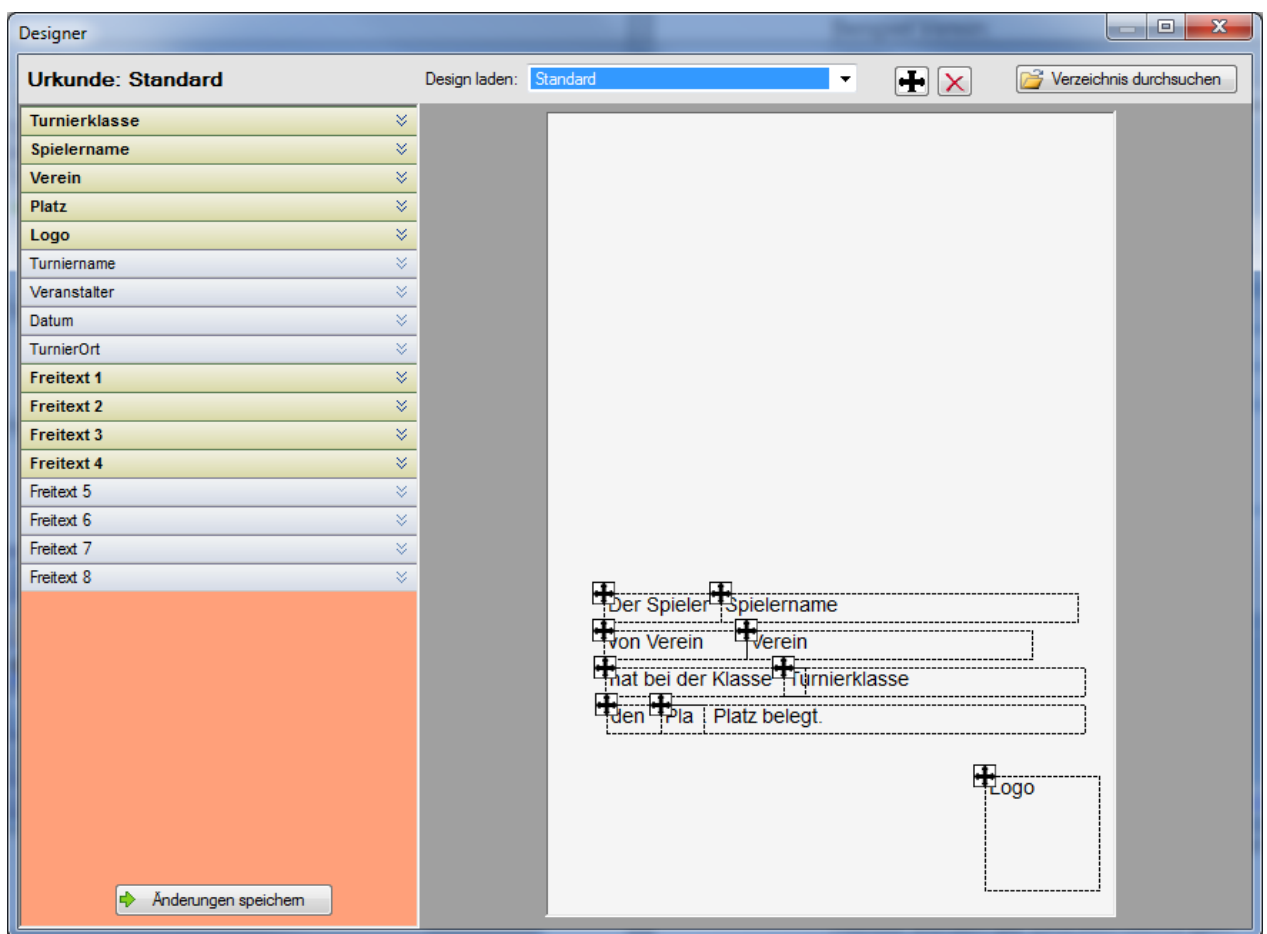 Designer
Urkunde: Standard
Design laden: Standard
Verzeichnis durchsuchen
Turnierklasse
Spielername
Verein
Platz
Logo
Turniername
Veranstalter
Datum
TurnierOrt
Freitext 1
Freitext 2
Freitext 3
Freitext 4
Freitext 5
Freitext 6
Freitext 7
Freitext 8
Änderungen speichern
Der Spieler Spielername
von Verein Verein
hat bei der Klasse Turnierklasse
den Pla Platz belegt.
Logo